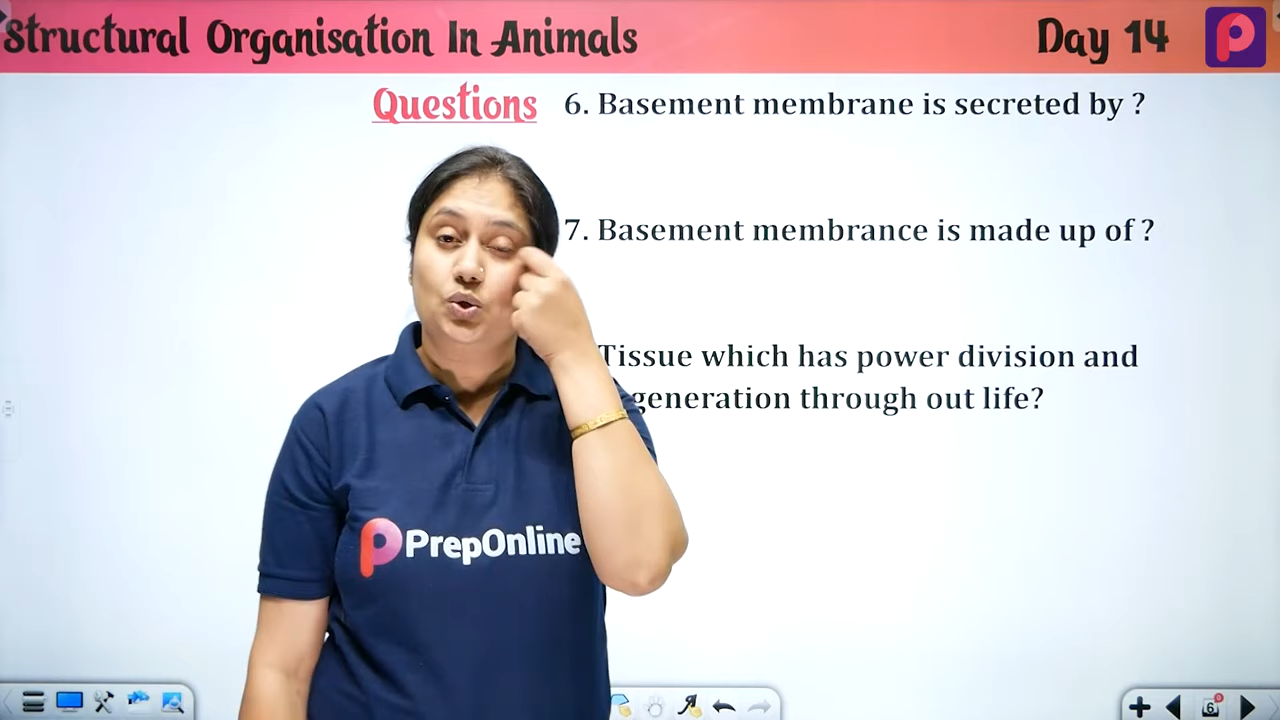 Structural Organisation In Animals
Day 14
Questions
6. Basement membrane is secreted by ?
7. Basement membrance is made up of ?
Tissue which has power division and
generation through out life?
PrepOnline
6